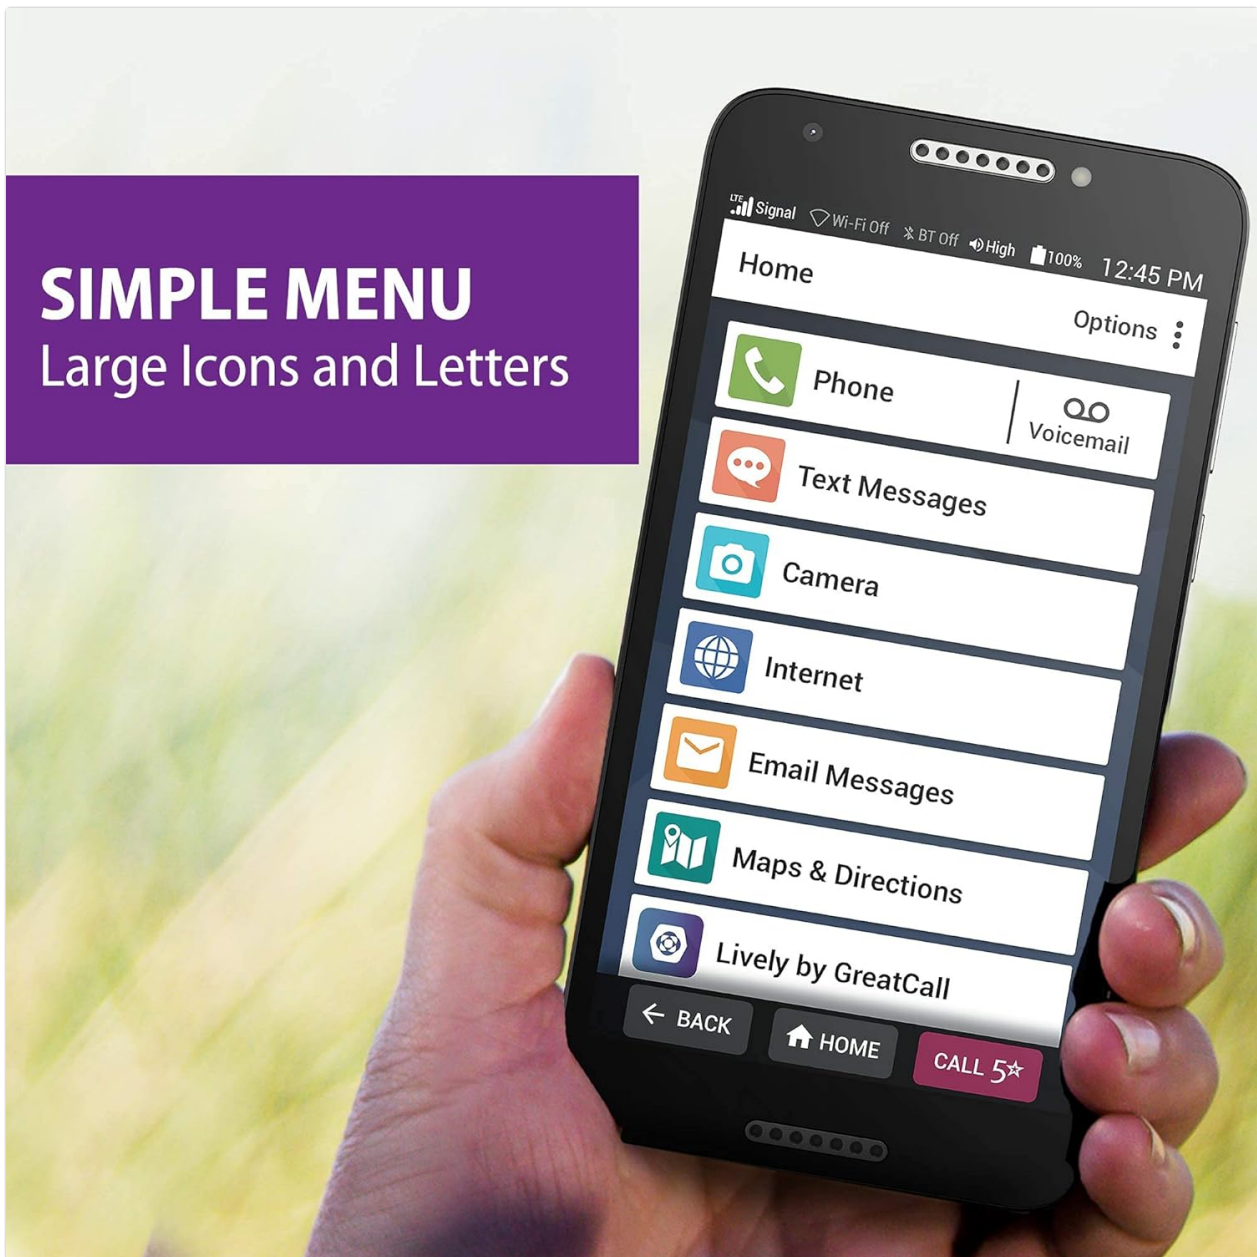 SIMPLE MENU
Large Icons and Letters
LTE Signal Wi-Fi Off BT Off High 100% 12:45 PM
Home
Options
Phone
Voicemail
Text Messages
Camera
Internet
Email Messages
Maps & Directions
Lively by GreatCall
BACK HOME CALL 5☆